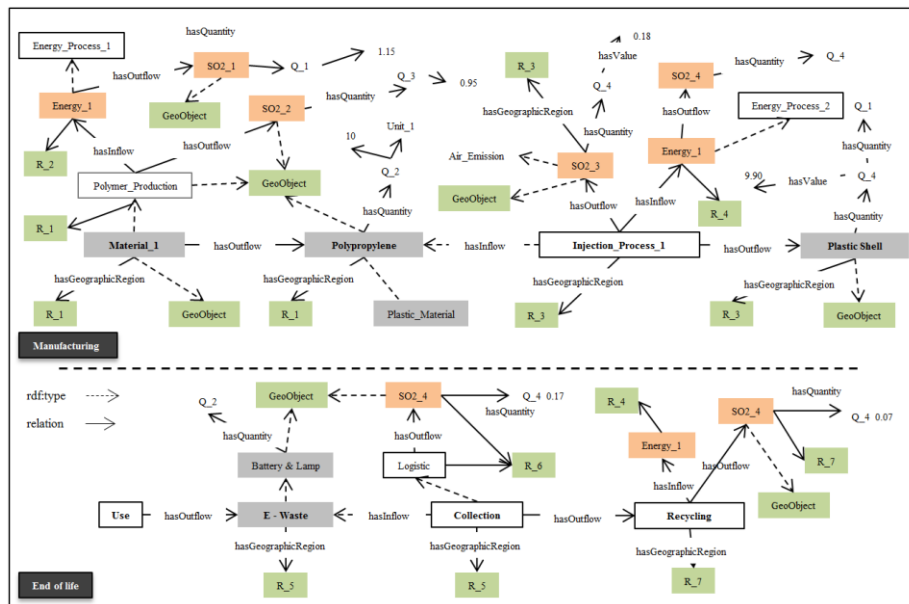 hasQuantity
0.18
Energy_Process_1
SO2_1
Q_1
1.15
hasValue
SO2_4
Q_4
hasOutflow
R_3
hasQuantity
Energy_1
Q_3
0.95
Q_4
GeoObject
SO2_2
hasQuantity
hasOutflow
Energy_Process_2
Q_1
hasGeographicRegion
hasQuantity
R_2
hasInflow
hasOutflow
10
Unit_1
Air_Emission
SO2_3
Energy_1
hasQuantity
Polymer_Production
GeoObject
Q_2
GeoObject
hasOutflow
hasInflow
R_4
9.90
hasValue
Q_4
R_1
hasQuantity
hasQuantity
Material_1
hasOutflow
Polypropylene
hasInflow
Injection_Process_1
hasOutflow
Plastic Shell
hasGeographicRegion
hasGeographicRegion
hasGeographicRegion
hasGeographicRegion
R_1
GeoObject
R_1
Plastic_Material
R_3
R_3
GeoObject
Manufacturing
rdf:type
relation
GeoObject
SO2_4
Q_4 0.17
hasQuantity
R_4
SO2_4
hasQuantity
Q_4 0.07
Q_2
hasQuantity
hasOutflow
Energy_1
Battery & Lamp
Logistic
R_6
hasOutflow
R_7
hasInflow
GeoObject
Use
hasOutflow
E - Waste
hasInflow
Collection
hasOutflow
Recycling
hasGeographicRegion
hasGeographicRegion
hasGeographicRegion
R_5
R_5
R_7
End of life